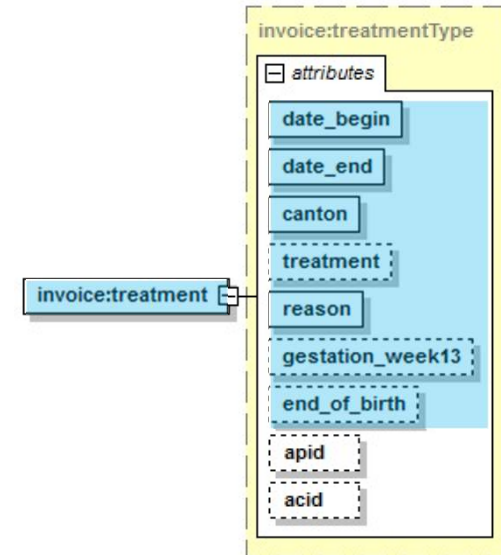 invoice:treatmentType
attributes
date_begin
date_end
canton
treatment
invoice:treatment
reason
gestation_week13
end_of_birth
apid
acid